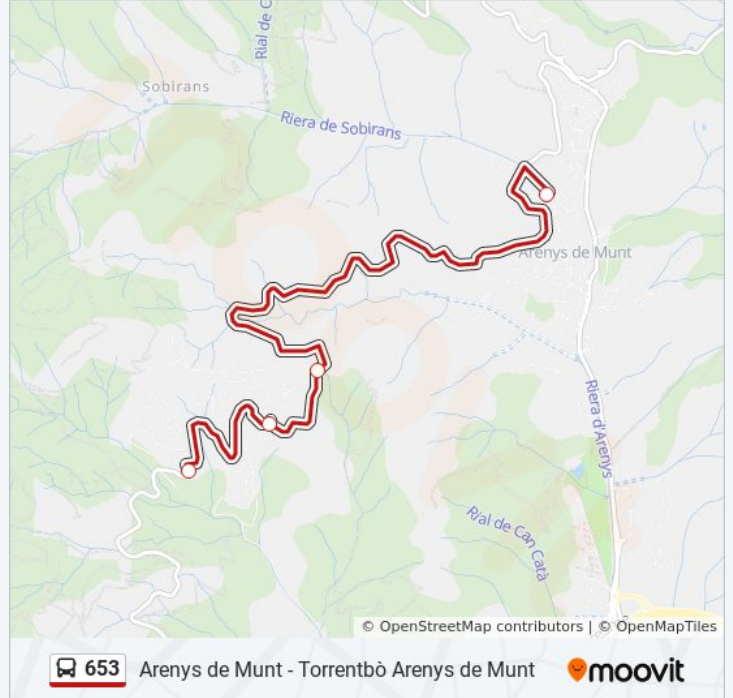 Rial de C
Sobirans
Riera de Sobirans
Arenys de Munt
Riera d'Arenys
Rial de Can Catà
© OpenStreetMap contributors | © OpenMapTiles
653 Arenys de Munt - Torrentbò Arenys de Munt
moovit